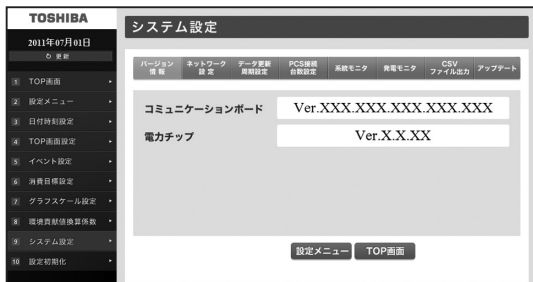 TOSHIBA
2011年07月01日
更新
1 TOP画面
2 設定メニュー
3 日付時刻設定
4 TOP画面設定
5 イベント設定
6 消費目標設定
7 グラフスケール設定
8 環境貢献値換算係数
9 システム設定
10 設定初期化
システム設定
バージョン
情報
ネットワーク
設定
データ更新
周期設定
PCS接続
台数設定
系統モニタ
発電モニタ
CSV
ファイル出力
アップデート
コミュニケーションボード
Ver.XXX.XX.XXX.XXX.XXX
電力チップ
Ver.X.X.XX
設定メニュー
TOP画面